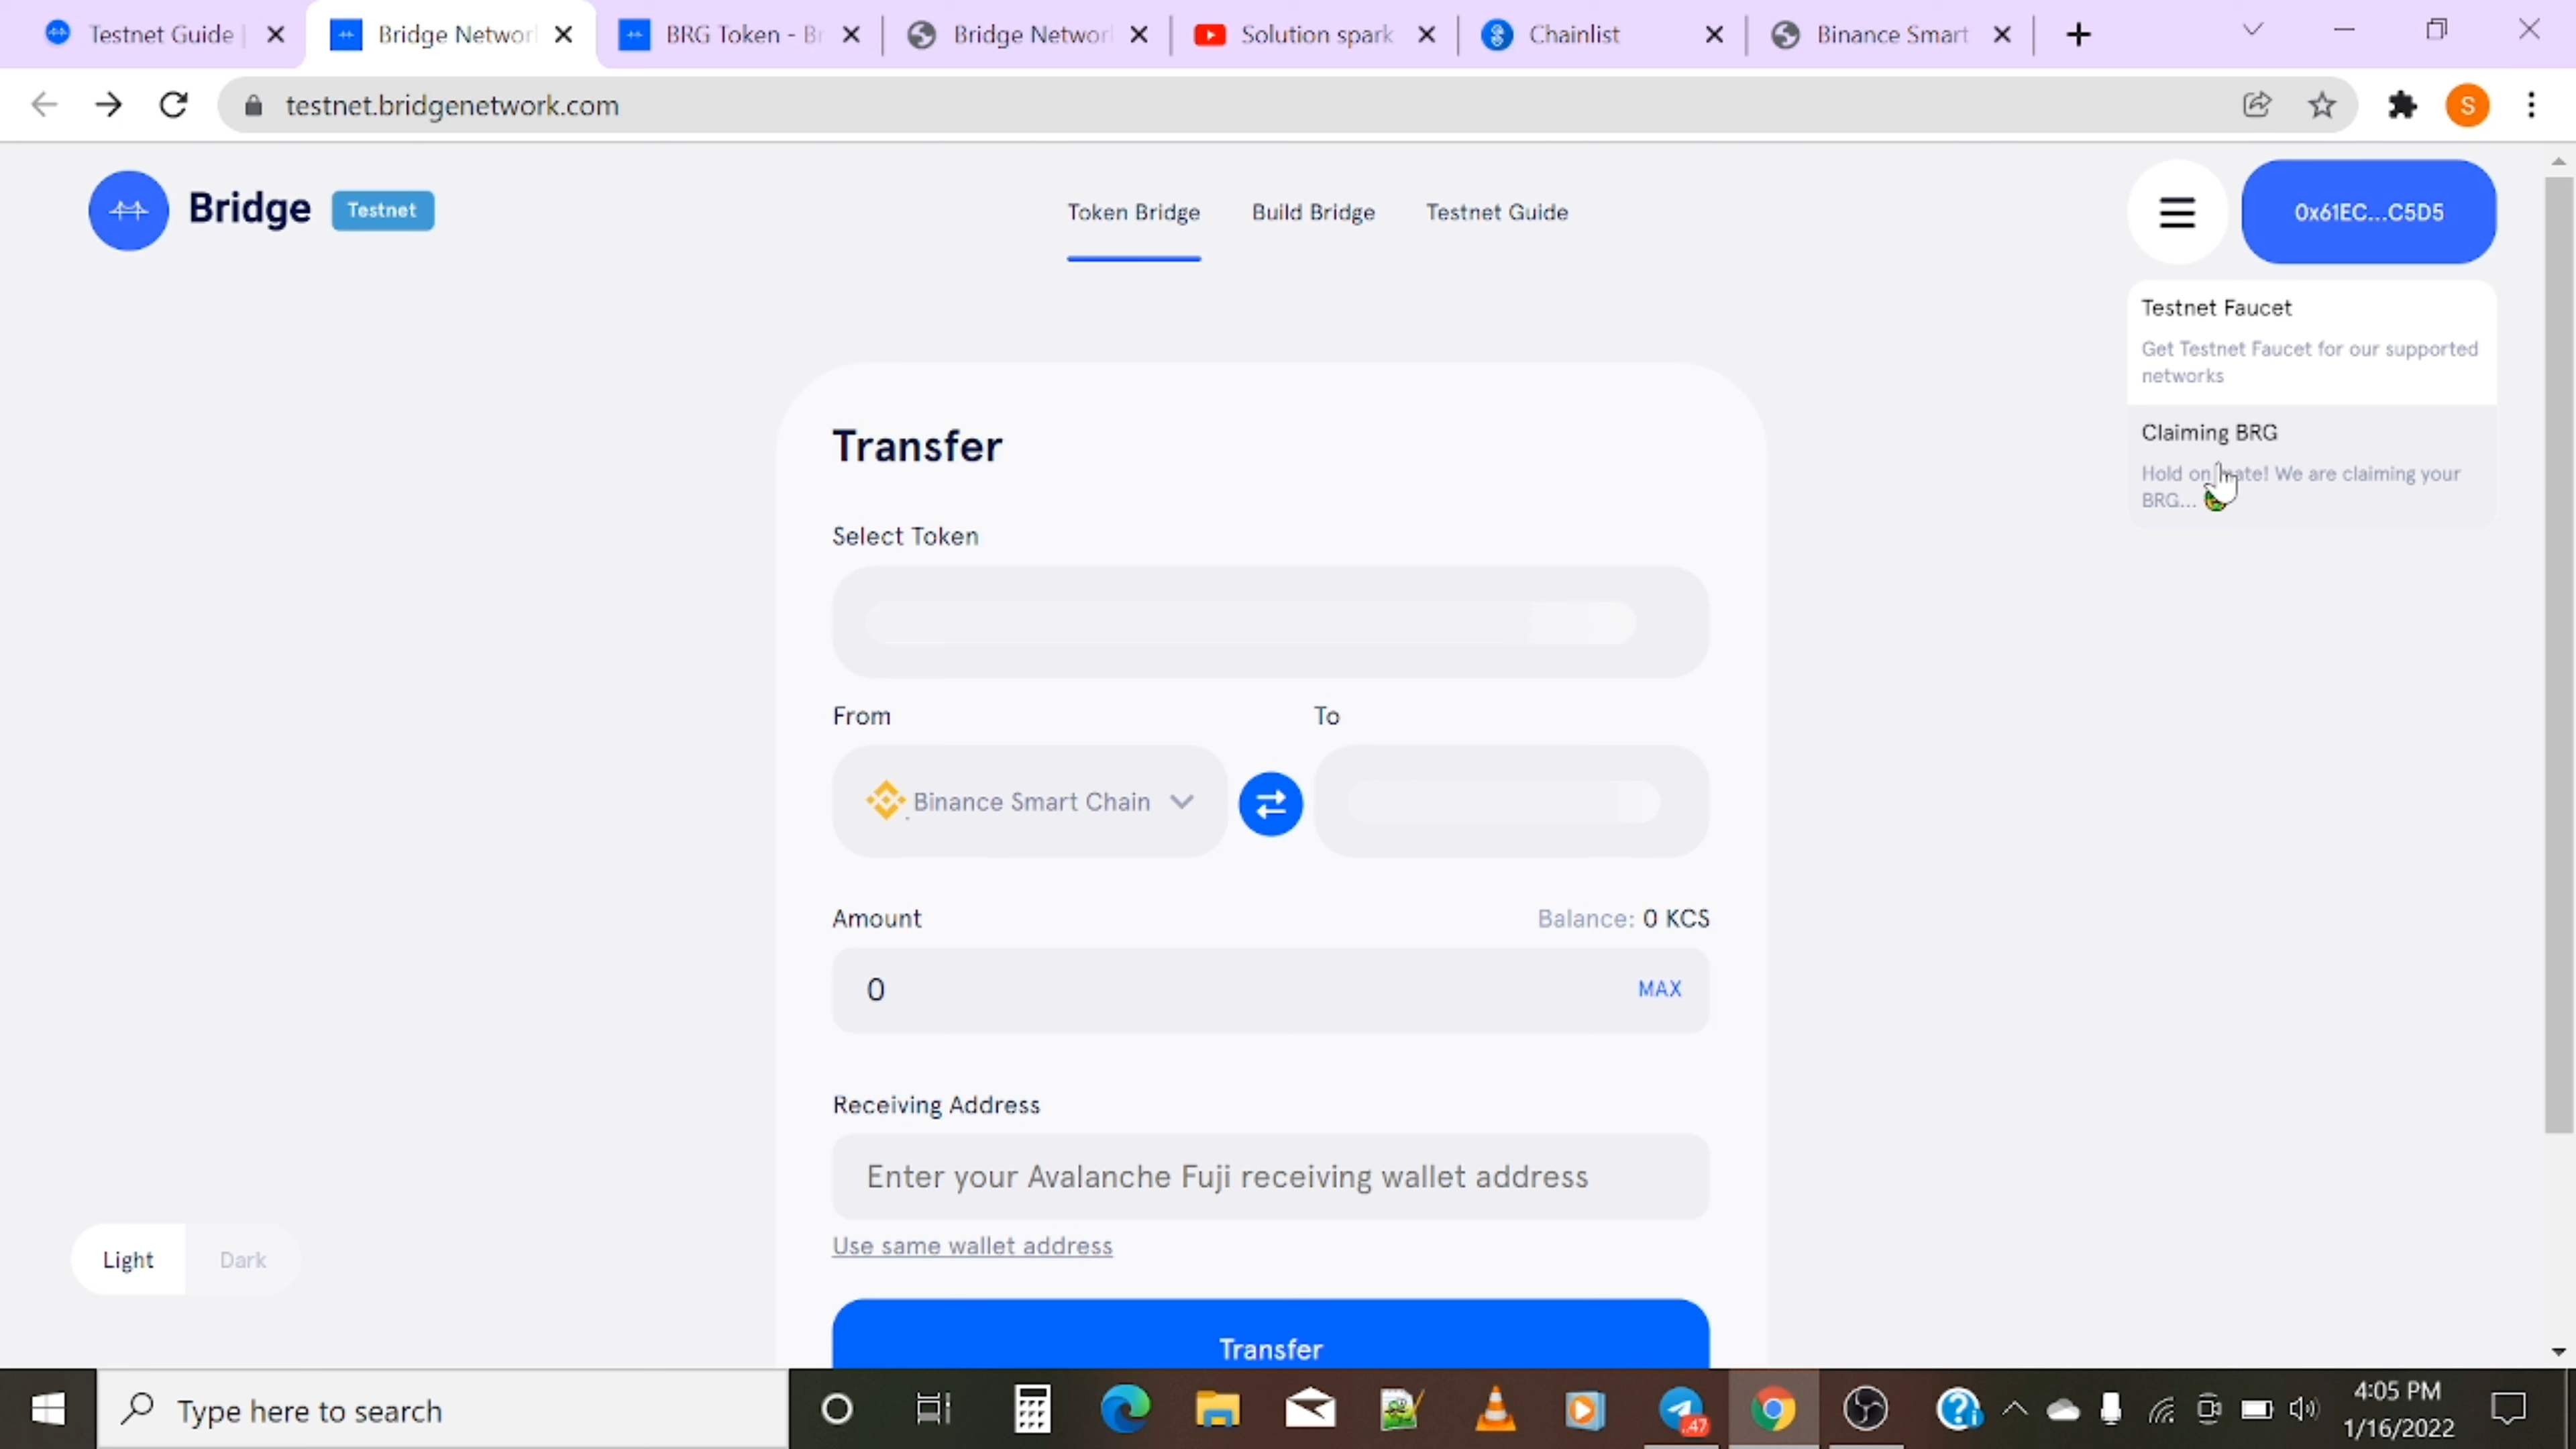 Testnet Guide
Bridge Networ
BRG Token - Br
Bridge Networ
Solution spark
Chainlist
Binance Smart
testnet.bridgenetwork.com
S
Bridge
Testnet
Token Bridge
Build Bridge
Testnet Guide
0x61EC...C5D5
Testnet Faucet
Get Testnet Faucet for our supported
networks
Claiming BRG
Hold on mate! We are claiming your
BRG...
Transfer
Select Token
From
To
Binance Smart Chain
Amount
Balance: 0 KCS
0
MAX
Receiving Address
Enter your Avalanche Fuji receiving wallet address
Use same wallet address
Light
Dark
Transfer
Type here to search
47
4:05 PM
1/16/2022